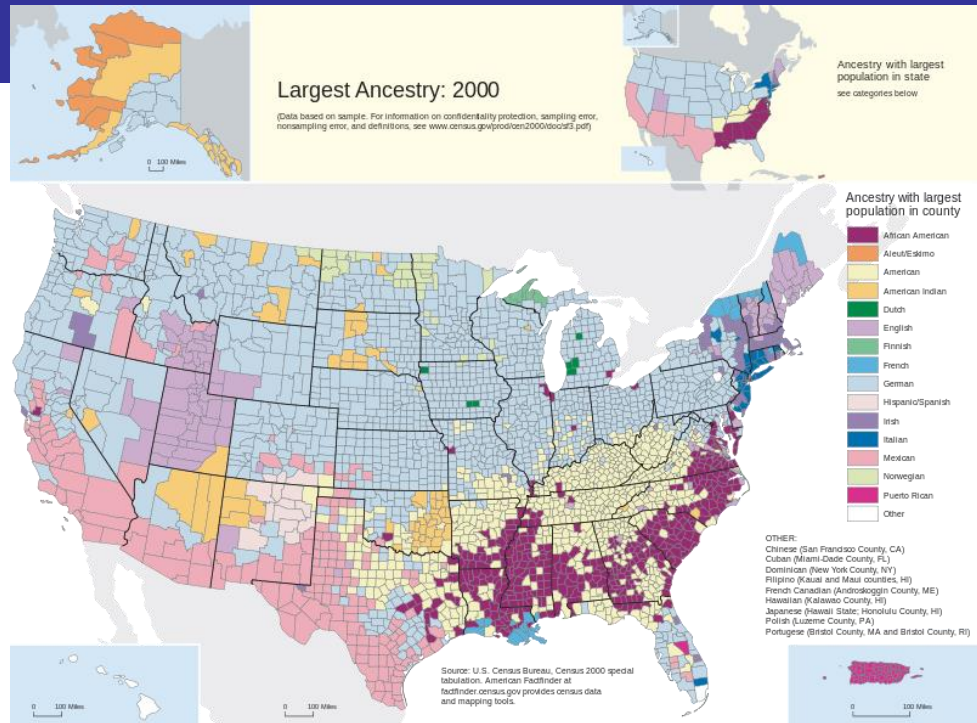 Largest Ancestry: 2000
(Data based on sample. For information on confidentiality protection, sampling error,
nonsampling error, and definitions, see www.census.gov/prod/cen2000/doc/sf3.pdf)
0 100 Miles
Ancestry with largest
population in state
see categories below
Ancestry with largest
population in county
African American
Aleut/Eskimo
American
American Indian
Dutch
English
Finnish
French
German
Hispanic/Spanish
Irish
Italian
Mexican
Norwegian
Puerto Rican
Other
OTHER:
Chinese (San Francisco County, CA)
Cuban (Miami-Dade County, FL)
Dominican (New York County, NY)
Filipino (Kauai and Maui counties, HI)
French Canadian (Androskoggin County, ME)
Hawaiian (Kalawao County, HI)
Japanese (Hawaii State; Honolulu County, HI)
Polish (Luzerne County, PA)
Portugese (Bristol County, MA and Bristol County, RI)
Source: U.S. Census Bureau, Census 2000 special
tabulation. American Factfinder at
factfinder.census.gov provides census data
and mapping tools.
0 100 Miles
0 100 Miles
0 100 Miles